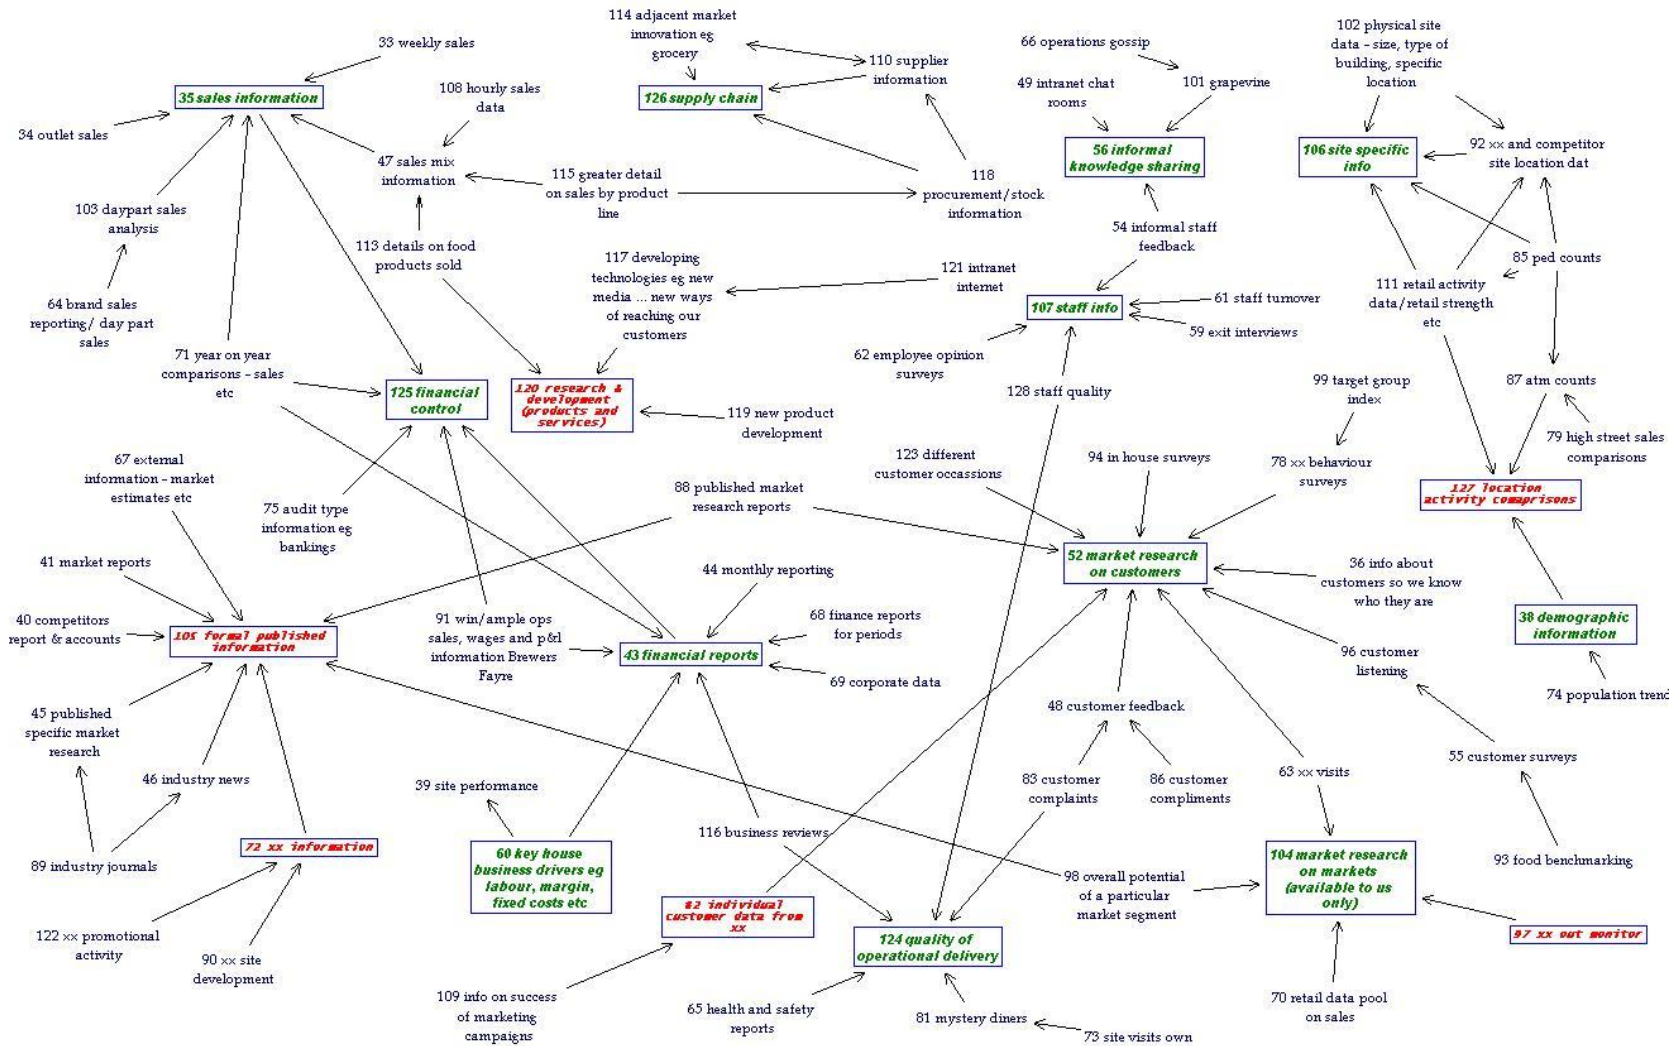 33 weekly sales
35 sales information
34 outlet sales
108 hourly sales
data
47 sales mix
information
103 daypart sales
analysis
64 brand sales
reporting/ day part
sales
113 details on food
products sold
115 greater detail
on sales by product
line
114 adjacent market
innovation eg
grocery
110 supplier
information
126 supply chain
118
procurement/stock
information
66 operations gossip
49 intranet chat
rooms
101 grapevine
56 informal
knowledge sharing
54 informal staff
feedback
102 physical site
data - size, type of
building, specific
location
106 site specific
info
92 xx and competitor
site location dat
85 ped counts
111 retail activity
data/retail strength
etc
117 developing
technologies eg new
media ... new ways
of reaching our
customers
121 intranet
internet
107 staff info
61 staff turnover
59 exit interviews
62 employee opinion
surveys
128 staff quality
71 year on year
comparisons - sales
etc
125 financial
control
120 research &
development
(products and
services)
119 new product
development
99 target group
index
87 atm counts
79 high street sales
comparisons
67 external
information - market
estimates etc
75 audit type
information eg
bankings
88 published market
research reports
123 different
customer occassions
94 in house surveys
78 xx behaviour
surveys
127 location
activity comaprisons
41 market reports
40 competitors
report & accounts
105 formal published
information
91 win/ample ops
sales, wages and p&l
information Brewers
Fayre
44 monthly reporting
68 finance reports
for periods
43 financial reports
69 corporate data
52 market research
on customers
36 info about
customers so we know
who they are
38 demographic
information
96 customer
listening
74 population trend
45 published
specific market
research
46 industry news
48 customer feedback
39 site performance
83 customer
complaints
86 customer
compliments
63 xx visits
55 customer surveys
89 industry journals
72 xx information
60 key house
business drivers eg
labour, margin,
fixed costs etc
116 business reviews
98 overall potential
of a particular
market segment
104 market research
on markets
(available to us
only)
93 food benchmarking
82 individual
customer data from
xx
124 quality of
operational delivery
97 xx out monitor
122 xx promotional
activity
90 xx site
development
109 info on success
of marketing
campaigns
65 health and safety
reports
81 mystery diners
73 site visits own
70 retail data pool
on sales